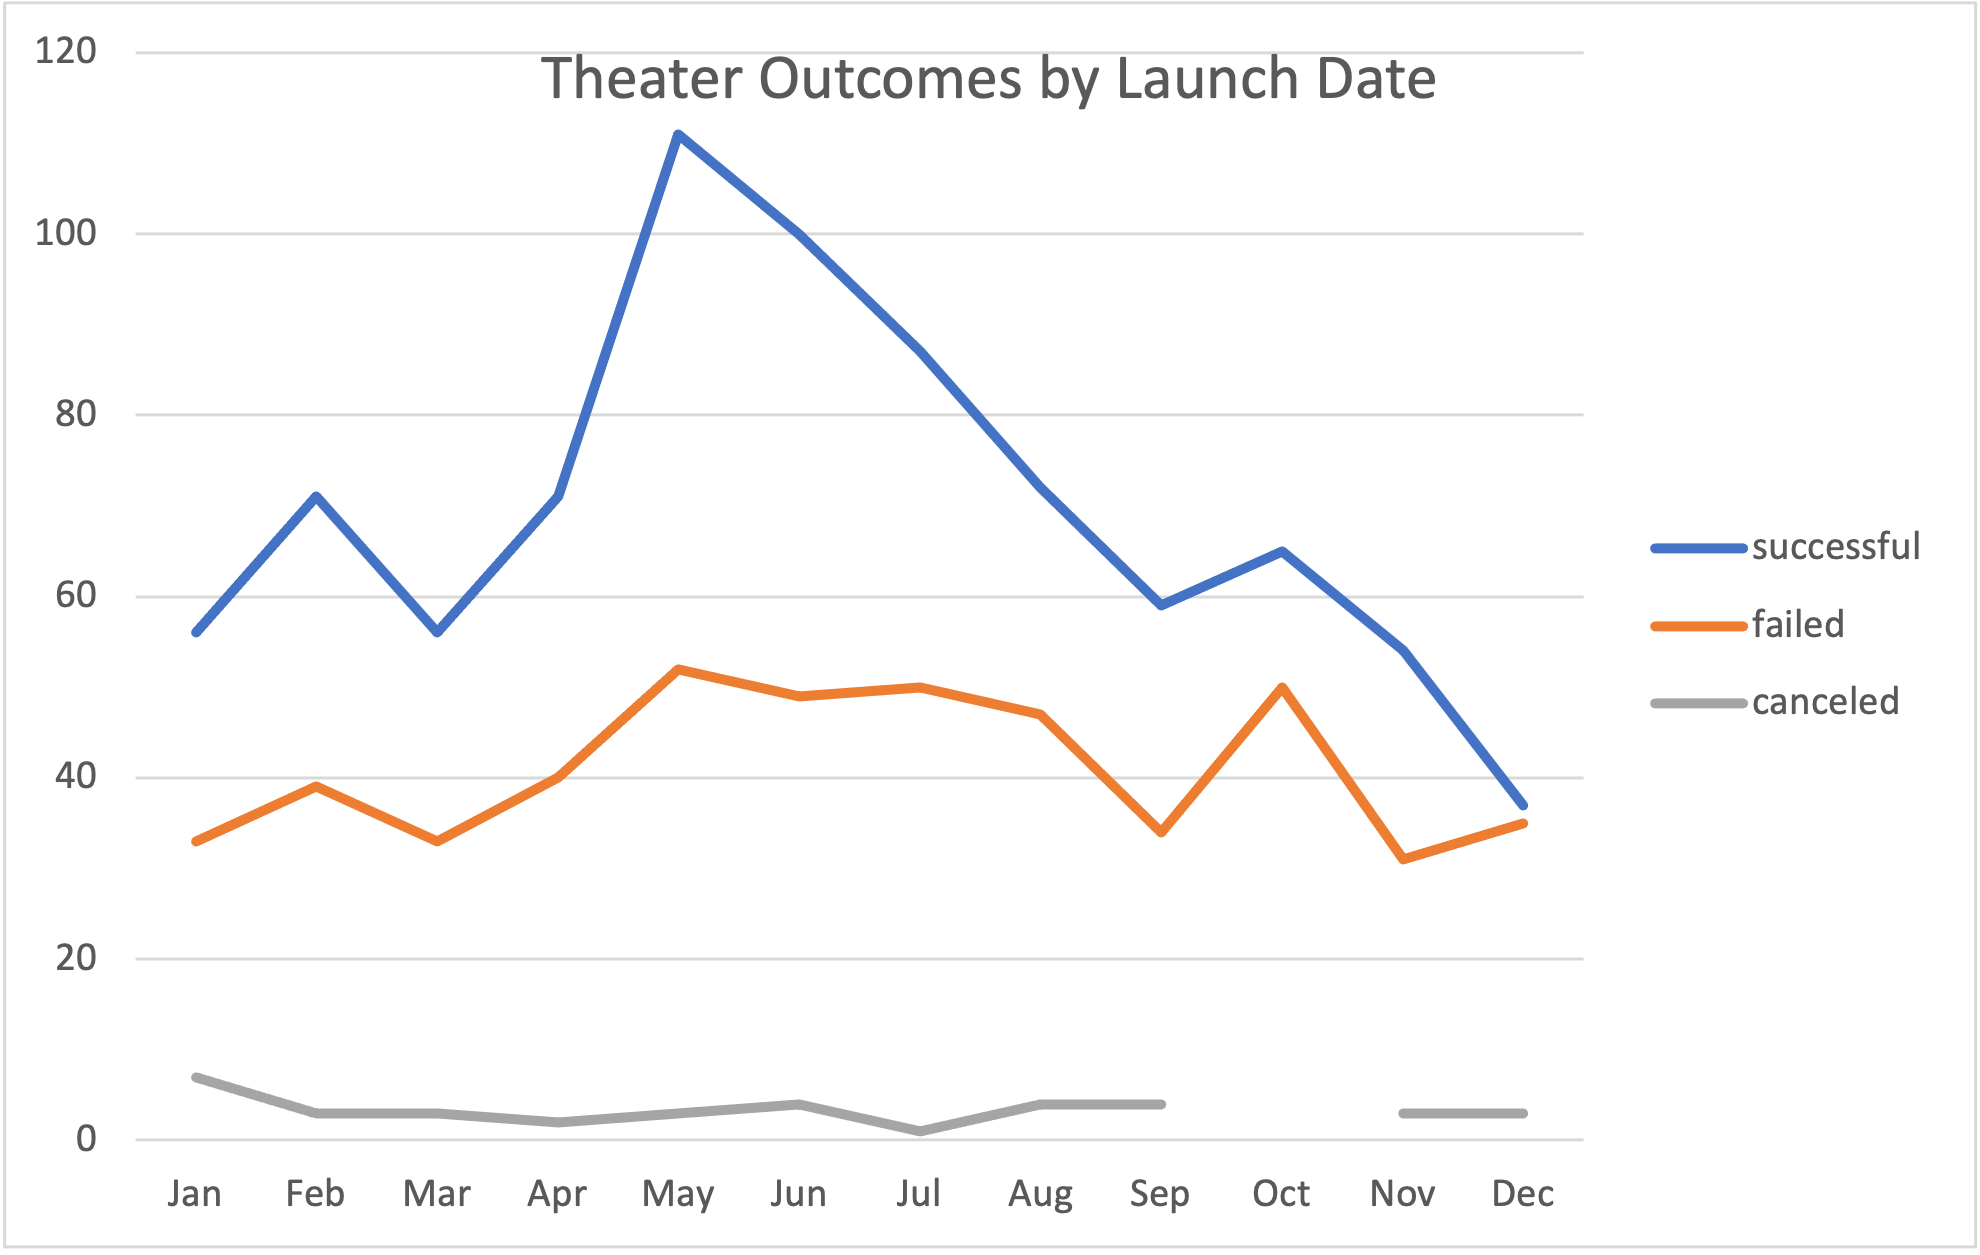 Theater Outcomes by Launch Date
120
100
80
60
40
20
0
Jan Feb Mar Apr May Jun Jul Aug Sep Oct Nov Dec
successful
failed
canceled